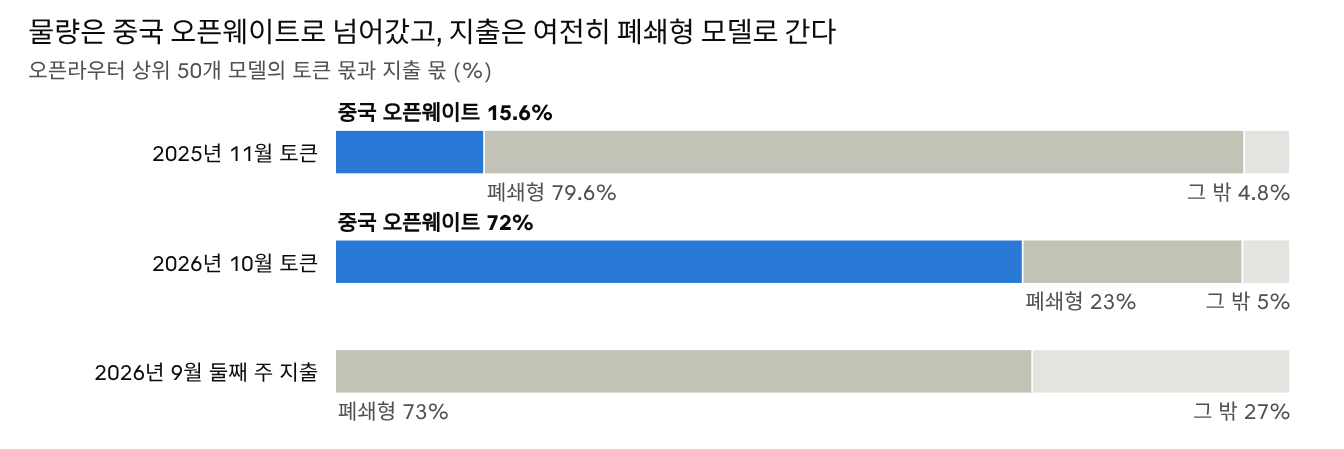 물량은 중국 오픈웨이트로 넘어갔고, 지출은 여전히 폐쇄형 모델로 간다
오픈라우터 상위 50개 모델의 토큰 몫과 지출 몫 (%)
중국 오픈웨이트 15.6%
2025년 11월 토큰
폐쇄형 79.6%
그 밖 4.8%
중국 오픈웨이트 72%
2026년 10월 토큰
폐쇄형 23%
그 밖 5%
2026년 9월 둘째 주 지출
폐쇄형 73%
그 밖 27%